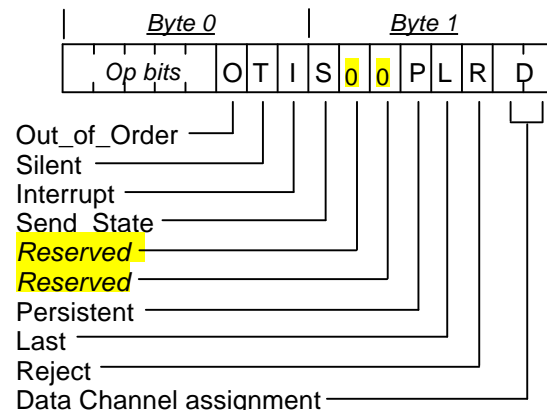 Byte 0 Byte 1
Op bits O T I S 0 0 P L R D
Out_of_Order
Silent
Interrupt
Send_State
Reserved
Reserved
Persistent
Last
Reject
Data Channel assignment